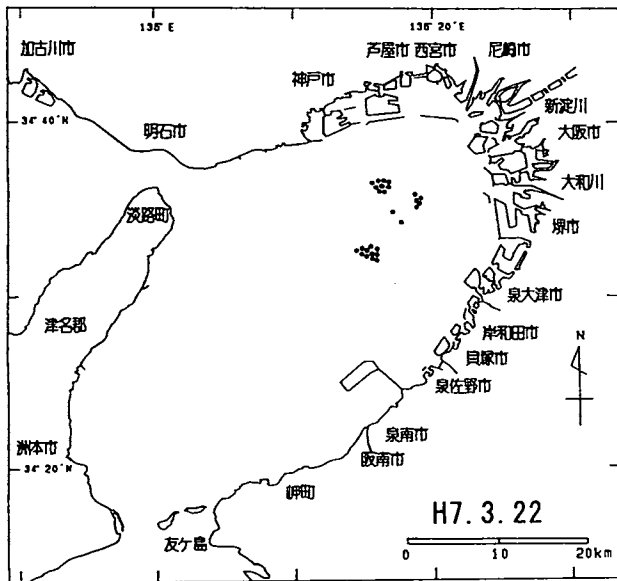 135°E
135°20'E
加古川市
芦屋市 西宮市 尼崎市
神戸市
新淀川
34°40'N
明石市
大阪市
大和川
淡路町
堺市
泉大津市
津名郡
岸和田市
N
貝塚市
泉佐野市
泉南市
洲本市
阪南市
34°20'N
岬町
H7.3.22
友ケ島
0 10 20km